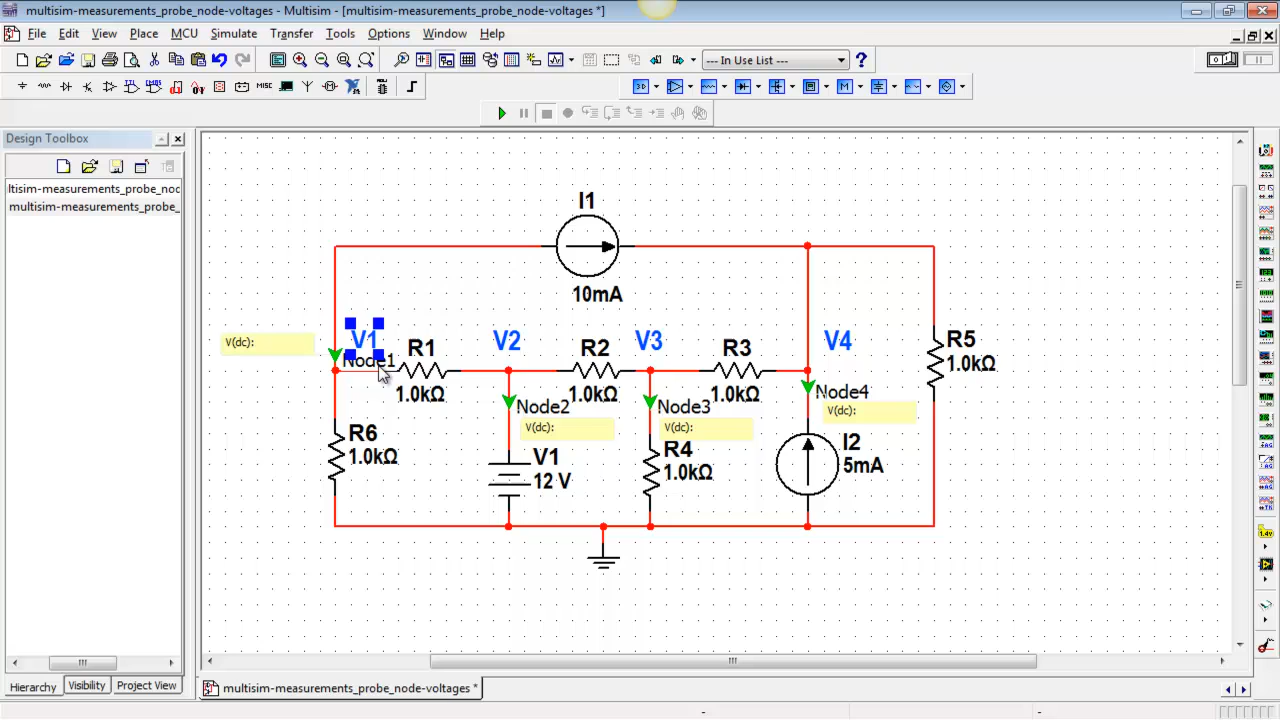 multisim-measurements_probe_node-voltages - Multisim - [multisim-measurements_probe_node-voltages *]
File Edit View Place MCU Simulate Transfer Tools Options Window Help
--- In Use List ---
Design Toolbox
ltisim-measurements_probe_nod
multisim-measurements_probe_
I1
10mA
V(dc):
V1
Node1
R1
1.0kΩ
V2
R2
1.0kΩ
V3
R3
1.0kΩ
V4
R5
1.0kΩ
Node2
V(dc):
Node3
V(dc):
Node4
V(dc):
R6
1.0kΩ
V1
12 V
R4
1.0kΩ
I2
5mA
Hierarchy Visibility Project View
multisim-measurements_probe_node-voltages *